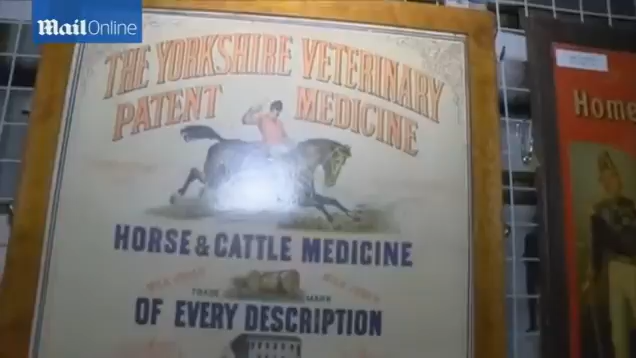 MailOnline
THE YORKSHIRE VETERINARY
PATENT MEDICINE
HORSE & CATTLE MEDICINE
TRADE MARK
OF EVERY DESCRIPTION
Home